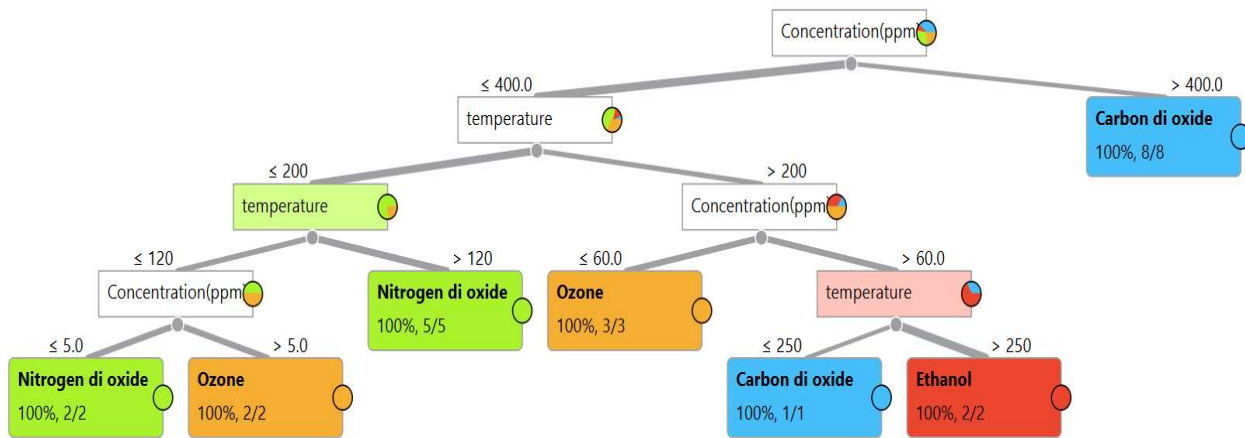 Concentration(ppm)
≤ 400.0
> 400.0
temperature
Carbon di oxide
100%, 8/8
≤ 200
> 200
temperature
Concentration(ppm)
≤ 120
> 120
≤ 60.0
> 60.0
Concentration(ppm)
Nitrogen di oxide
100%, 5/5
Ozone
100%, 3/3
temperature
≤ 5.0
> 5.0
≤ 250
> 250
Nitrogen di oxide
100%, 2/2
Ozone
100%, 2/2
Carbon di oxide
100%, 1/1
Ethanol
100%, 2/2